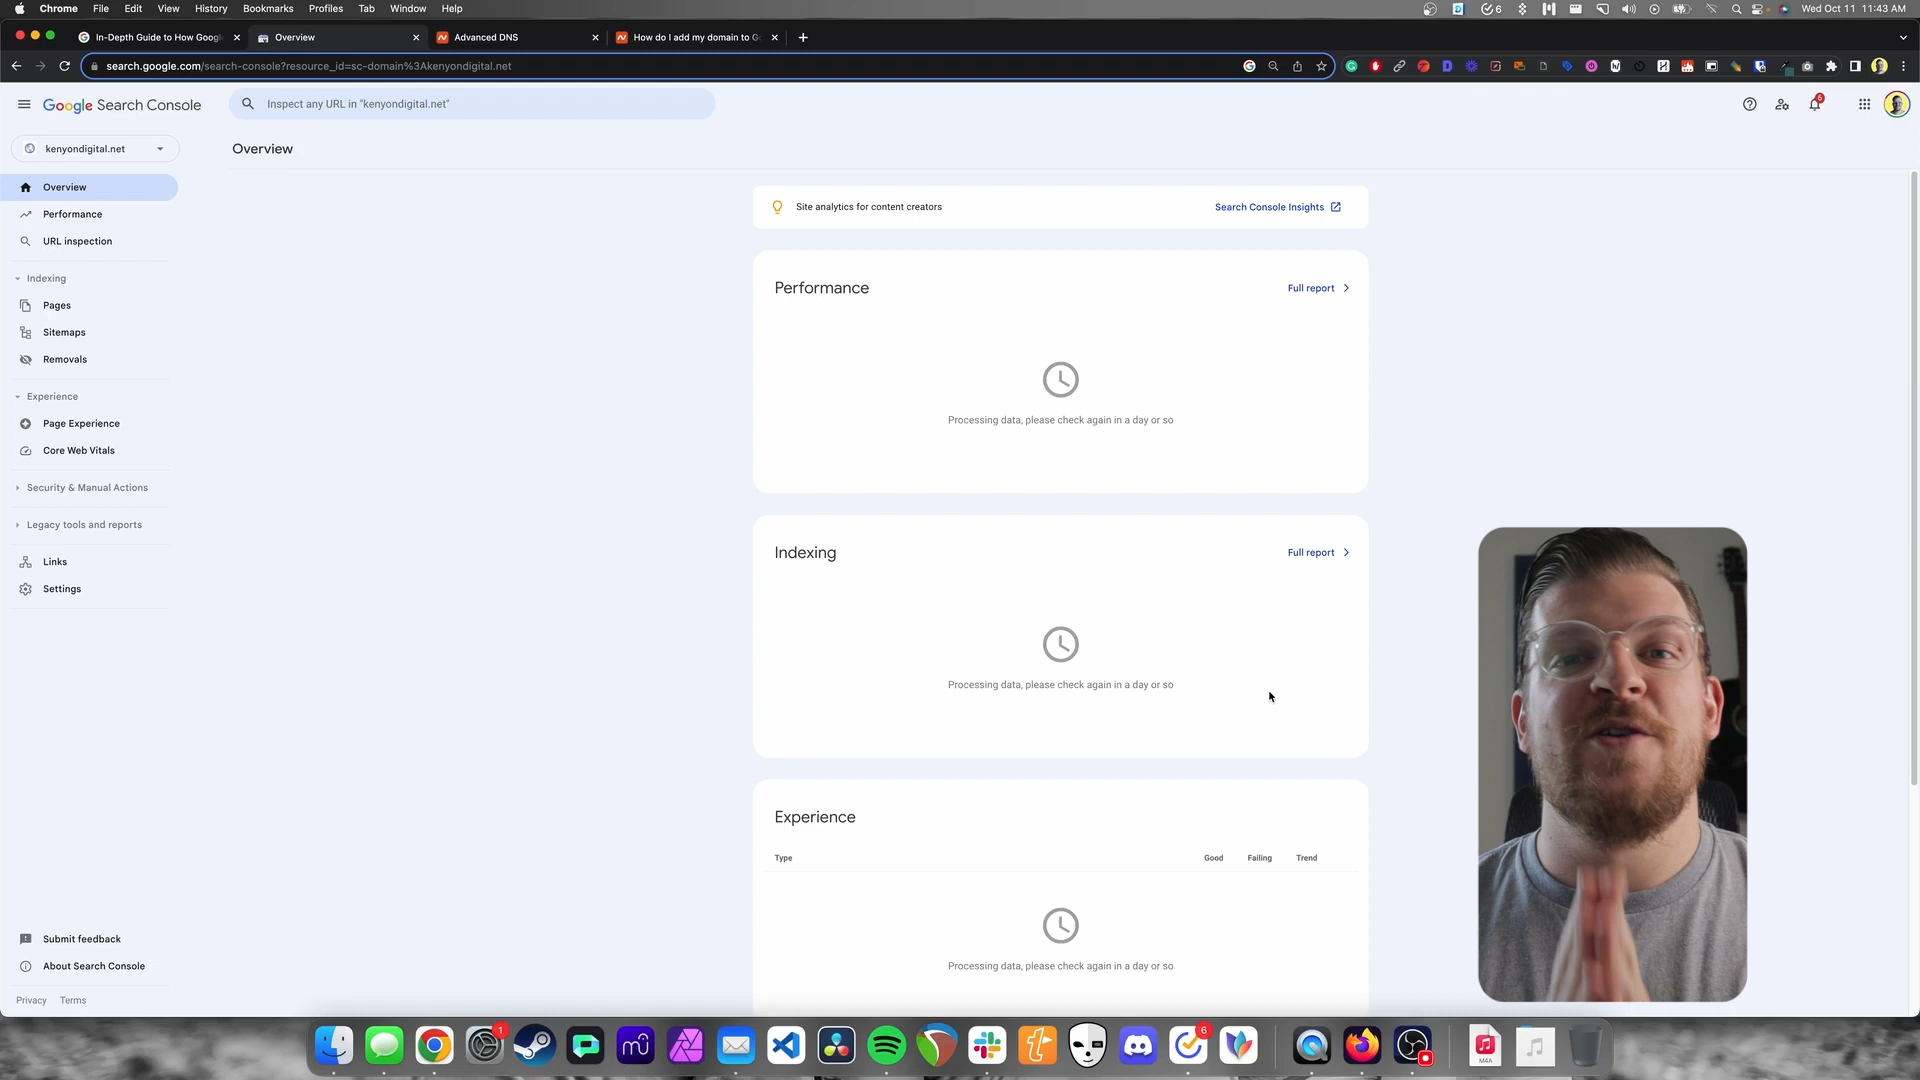 Chrome File Edit View History Bookmarks Profiles Tab Window Help
6
Wed Oct 11 11:43 AM
In-Depth Guide to How Googl
Overview
Advanced DNS
How do I add my domain to Go
search.google.com/search-console?resource_id=sc-domain%3Akenyondigital.net
Google Search Console
Inspect any URL in "kenyondigital.net"
6
kenyondigital.net
Overview
Overview
Performance
URL inspection
Indexing
Pages
Sitemaps
Removals
Experience
Page Experience
Core Web Vitals
Security & Manual Actions
Legacy tools and reports
Links
Settings
Submit feedback
About Search Console
Privacy Terms
Site analytics for content creators
Search Console Insights
Performance
Full report
Processing data, please check again in a day or so
Indexing
Full report
Processing data, please check again in a day or so
Experience
Type Good Failing Trend
Processing data, please check again in a day or so
1
6
M4A